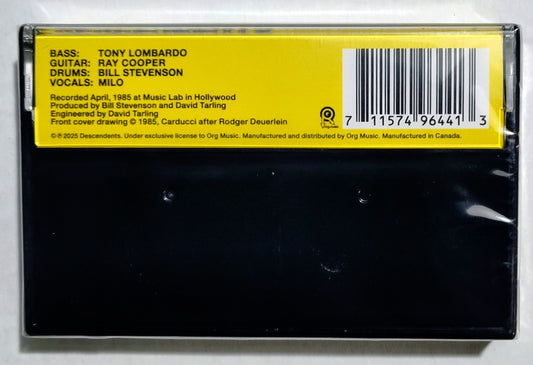 BASS: TONY LOMBARDO
GUITAR: RAY COOPER
DRUMS: BILL STEVENSON
VOCALS: MILO
Recorded April, 1985 at Music Lab in Hollywood
Produced by Bill Stevenson and David Tarling
Engineered by David Tarling
Front cover drawing © 1985, Carducci after Rodger Deuerlein
©℗ 2025 Descendents. Under exclusive license to Org Music. Manufactured and distributed by Org Music. Manufactured in Canada.
7 11574 96441 3